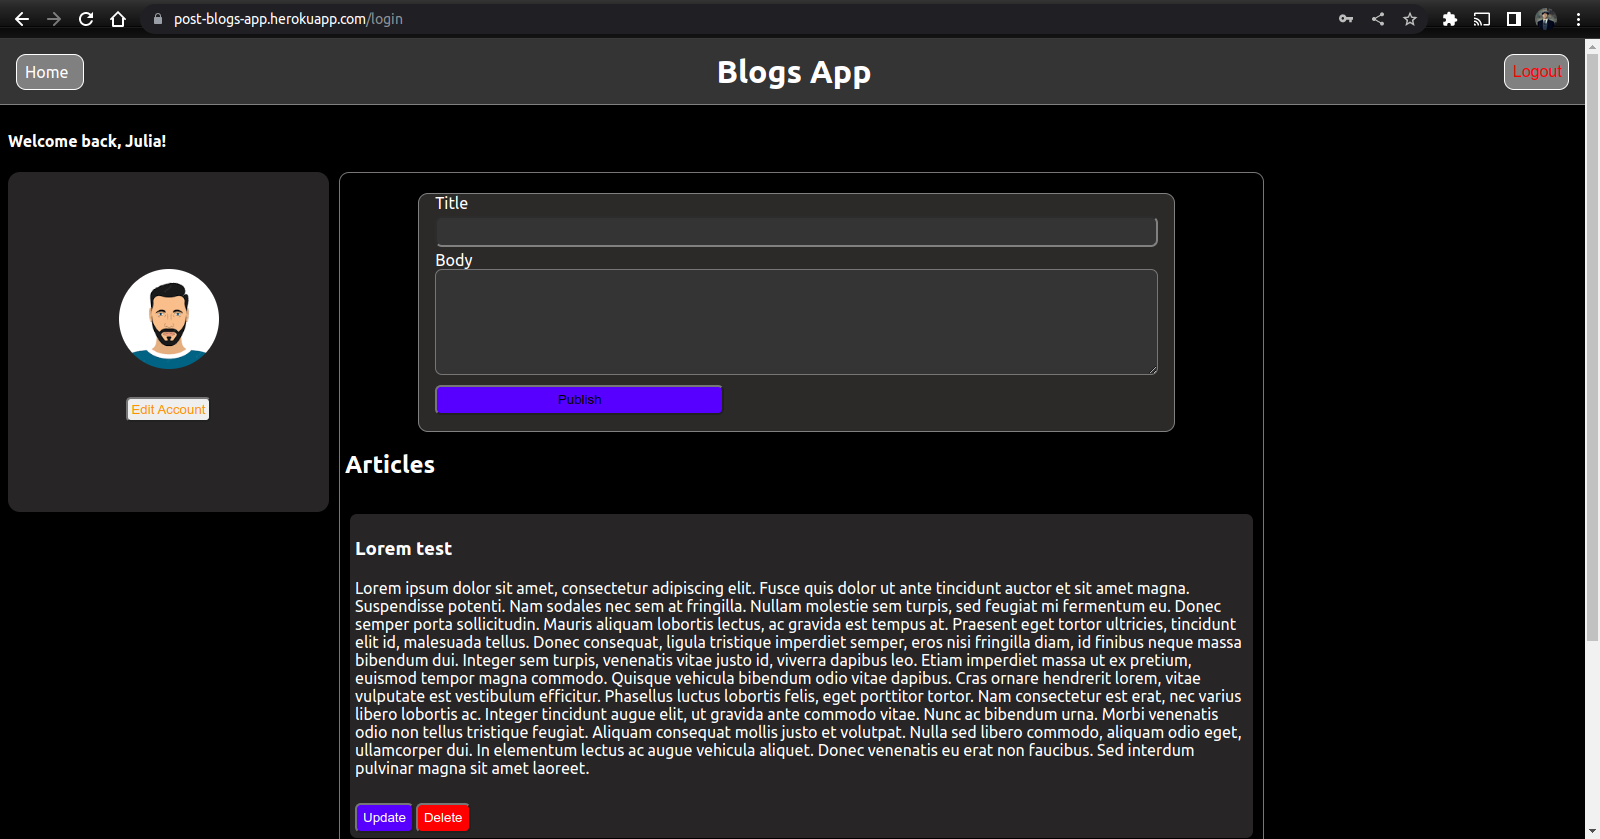 post-blogs-app.herokuapp.com/login
Home
Blogs App
Logout
Welcome back, Julia!
Edit Account
Title
Body
Publish
Articles
Lorem test
Lorem ipsum dolor sit amet, consectetur adipiscing elit. Fusce quis dolor ut ante tincidunt auctor et sit amet magna.
Suspendisse potenti. Nam sodales nec sem at fringilla. Nullam molestie sem turpis, sed feugiat mi fermentum eu. Donec
semper porta sollicitudin. Mauris aliquam lobortis lectus, ac gravida est tempus at. Praesent eget tortor ultricies, tincidunt
elit id, malesuada tellus. Donec consequat, ligula tristique imperdiet semper, eros nisi fringilla diam, id finibus neque massa
bibendum dui. Integer sem turpis, venenatis vitae justo id, viverra dapibus leo. Etiam imperdiet massa ut ex pretium,
euismod tempor magna commodo. Quisque vehicula bibendum odio vitae dapibus. Cras ornare hendrerit lorem, vitae
vulputate est vestibulum efficitur. Phasellus luctus lobortis felis, eget porttitor tortor. Nam consectetur est erat, nec varius
libero lobortis ac. Integer tincidunt augue elit, ut gravida ante commodo vitae. Nunc ac bibendum urna. Morbi venenatis
odio non tellus tristique feugiat. Aliquam consequat mollis justo et volutpat. Nulla sed libero commodo, aliquam odio eget,
ullamcorper dui. In elementum lectus ac augue vehicula aliquet. Donec venenatis eu erat non faucibus. Sed interdum
pulvinar magna sit amet laoreet.
Update Delete